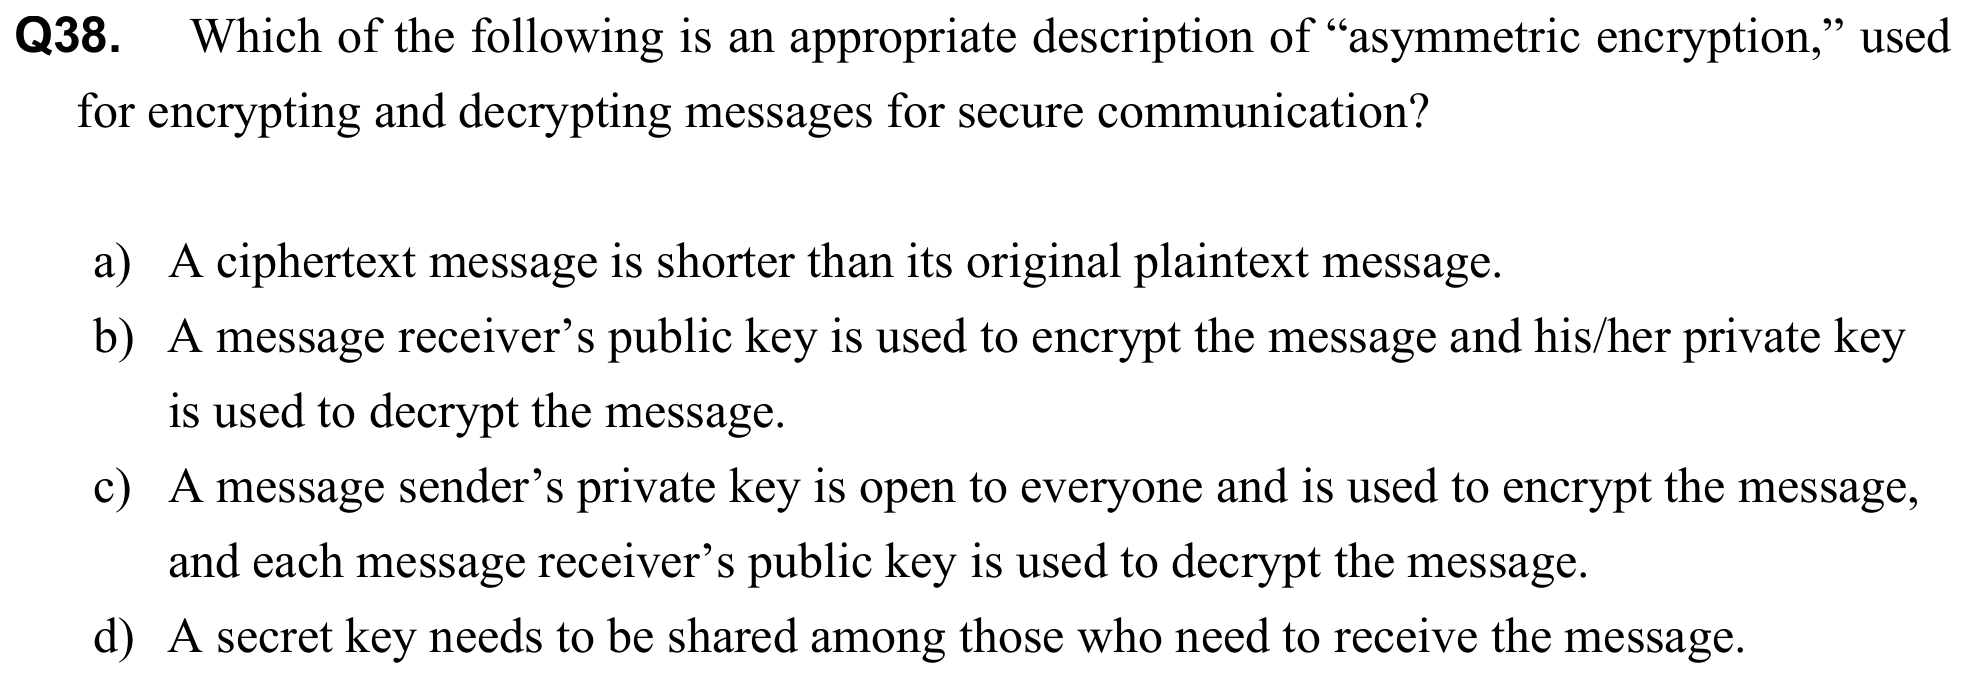 Q38. Which of the following is an appropriate description of “asymmetric encryption,” used
for encrypting and decrypting messages for secure communication?
a) A ciphertext message is shorter than its original plaintext message.
b) A message receiver’s public key is used to encrypt the message and his/her private key
is used to decrypt the message.
c) A message sender’s private key is open to everyone and is used to encrypt the message,
and each message receiver’s public key is used to decrypt the message.
d) A secret key needs to be shared among those who need to receive the message.